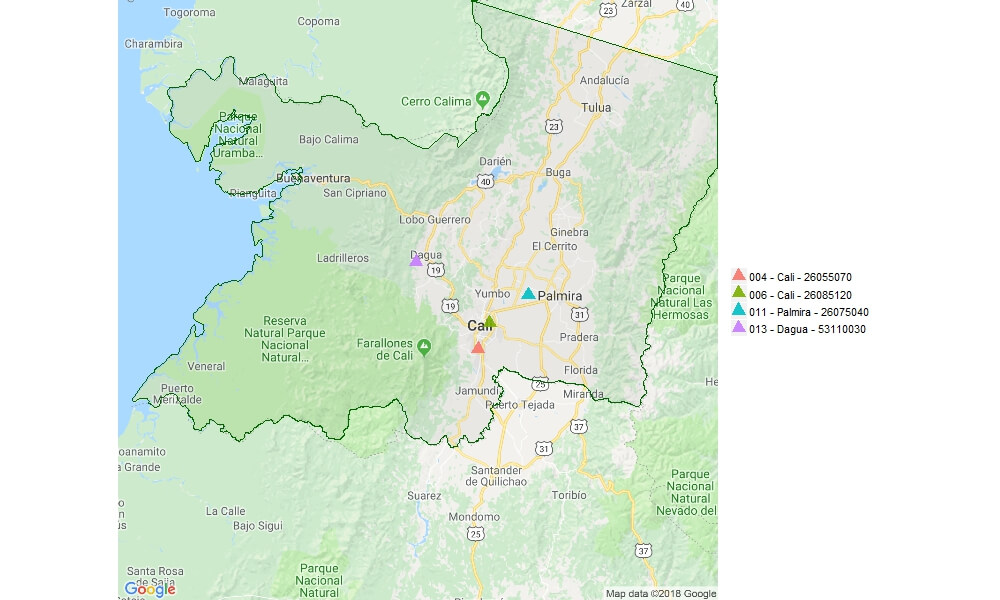 Togoroma
Copoma
23
Zarzal
40
Charambira
Malaguita
Andalucía
Cerro Calima
Tulua
Parque
Nacional
Natural
Uramba...
23
Bajo Calima
Darién
Buga
Buenaventura
40
Pianguita
San Cipriano
Lobo Guerrero
Ginebra
El Cerrito
Ladrilleros
Dagua
19
Parque
Nacional
Natural Las
Hermosas
Yumbo
Palmira
19
31
Reserva
Natural Parque
Nacional
Natural...
Cali
Farallones
de Cali
Pradera
Veneral
Florida
Puerto
Merizalde
Jamundí
25
Miranda
He
Puerto Tejada
37
31
oanamito
a Grande
Santander
de Quilichao
Parque
Nacional
Natural
Nevado del
Suarez
Toribío
La Calle
Bajo Sigui
Mondomo
25
37
Santa Rosa
de Saija
Parque
Nacional
Natural
Google
Map data ©2018 Google
004 - Cali - 26055070
006 - Cali - 26085120
011 - Palmira - 26075040
013 - Dagua - 53110030